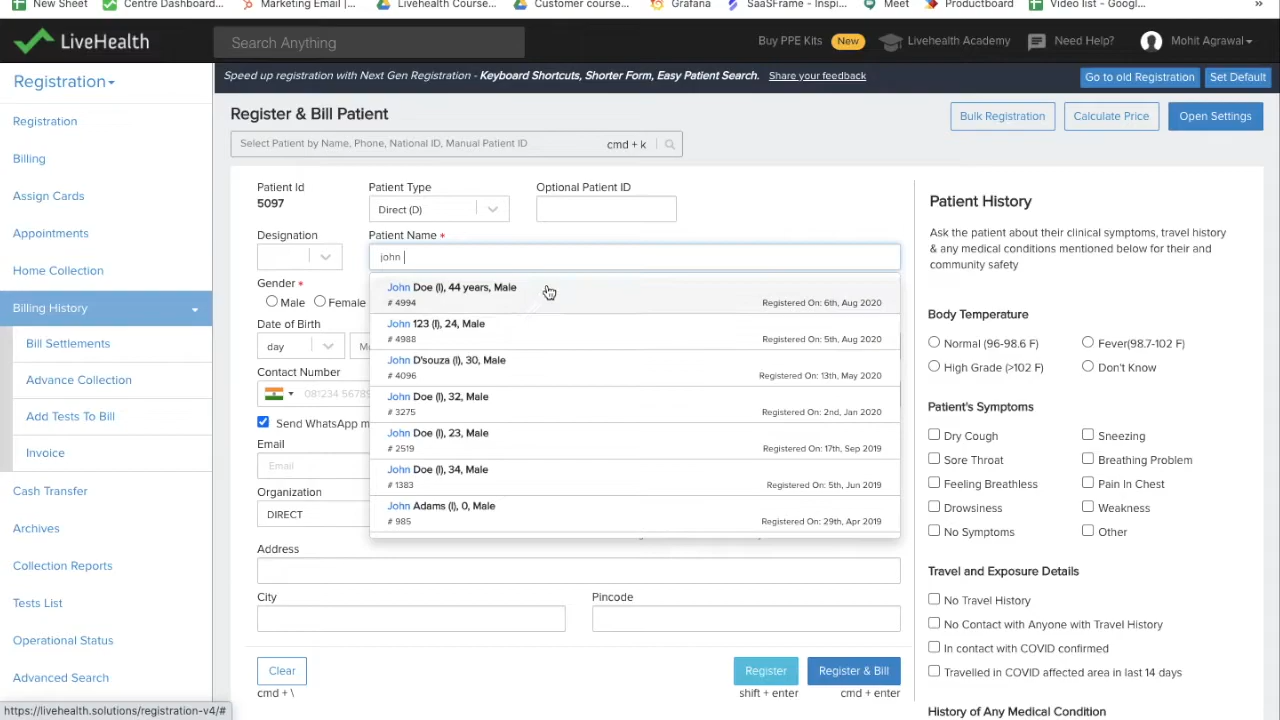 New Sheet
Centre Dashboard...
Marketing Email |...
Livehealth Course...
Customer course...
Grafana
SaaSFrame - Inspi...
Meet
Productboard
Video list - Googl...
»
LiveHealth
Search Anything
Buy PPE Kits New
Livehealth Academy
Need Help?
Mohit Agrawal
Registration
Speed up registration with Next Gen Registration - Keyboard Shortcuts, Shorter Form, Easy Patient Search. Share your feedback
Go to old Registration
Set Default
Registration
Billing
Assign Cards
Appointments
Home Collection
Billing History
Bill Settlements
Advance Collection
Add Tests To Bill
Invoice
Cash Transfer
Archives
Collection Reports
Tests List
Operational Status
Advanced Search
https://livehealth.solutions/registration-v4/#
Register & Bill Patient
Bulk Registration
Calculate Price
Open Settings
Select Patient by Name, Phone, National ID, Manual Patient ID
cmd + k
Patient Id
5097
Patient Type
Direct (D)
Optional Patient ID
Designation
Patient Name *
john
Gender *
Male Female
Date of Birth
day
Contact Number
081234 5678
Send WhatsApp m
Email
Email
Organization
DIRECT
John Doe (I), 44 years, Male
# 4994 Registered On: 6th, Aug 2020
John 123 (I), 24, Male
# 4988 Registered On: 5th, Aug 2020
John D'souza (I), 30, Male
# 4096 Registered On: 13th, May 2020
John Doe (I), 32, Male
# 3275 Registered On: 2nd, Jan 2020
John Doe (I), 23, Male
# 2519 Registered On: 17th, Sep 2019
John Doe (I), 34, Male
# 1383 Registered On: 5th, Jun 2019
John Adams (I), 0, Male
# 985 Registered On: 29th, Apr 2019
Address
City
Pincode
Clear
cmd + \
Register
shift + enter
Register & Bill
cmd + enter
Patient History
Ask the patient about their clinical symptoms, travel history
& any medical conditions mentioned below for their and
community safety
Body Temperature
Normal (96-98.6 F)
Fever(98.7-102 F)
High Grade (>102 F)
Don't Know
Patient's Symptoms
Dry Cough
Sneezing
Sore Throat
Breathing Problem
Feeling Breathless
Pain In Chest
Drowsiness
Weakness
No Symptoms
Other
Travel and Exposure Details
No Travel History
No Contact with Anyone with Travel History
In contact with COVID confirmed
Travelled in COVID affected area in last 14 days
History of Any Medical Condition